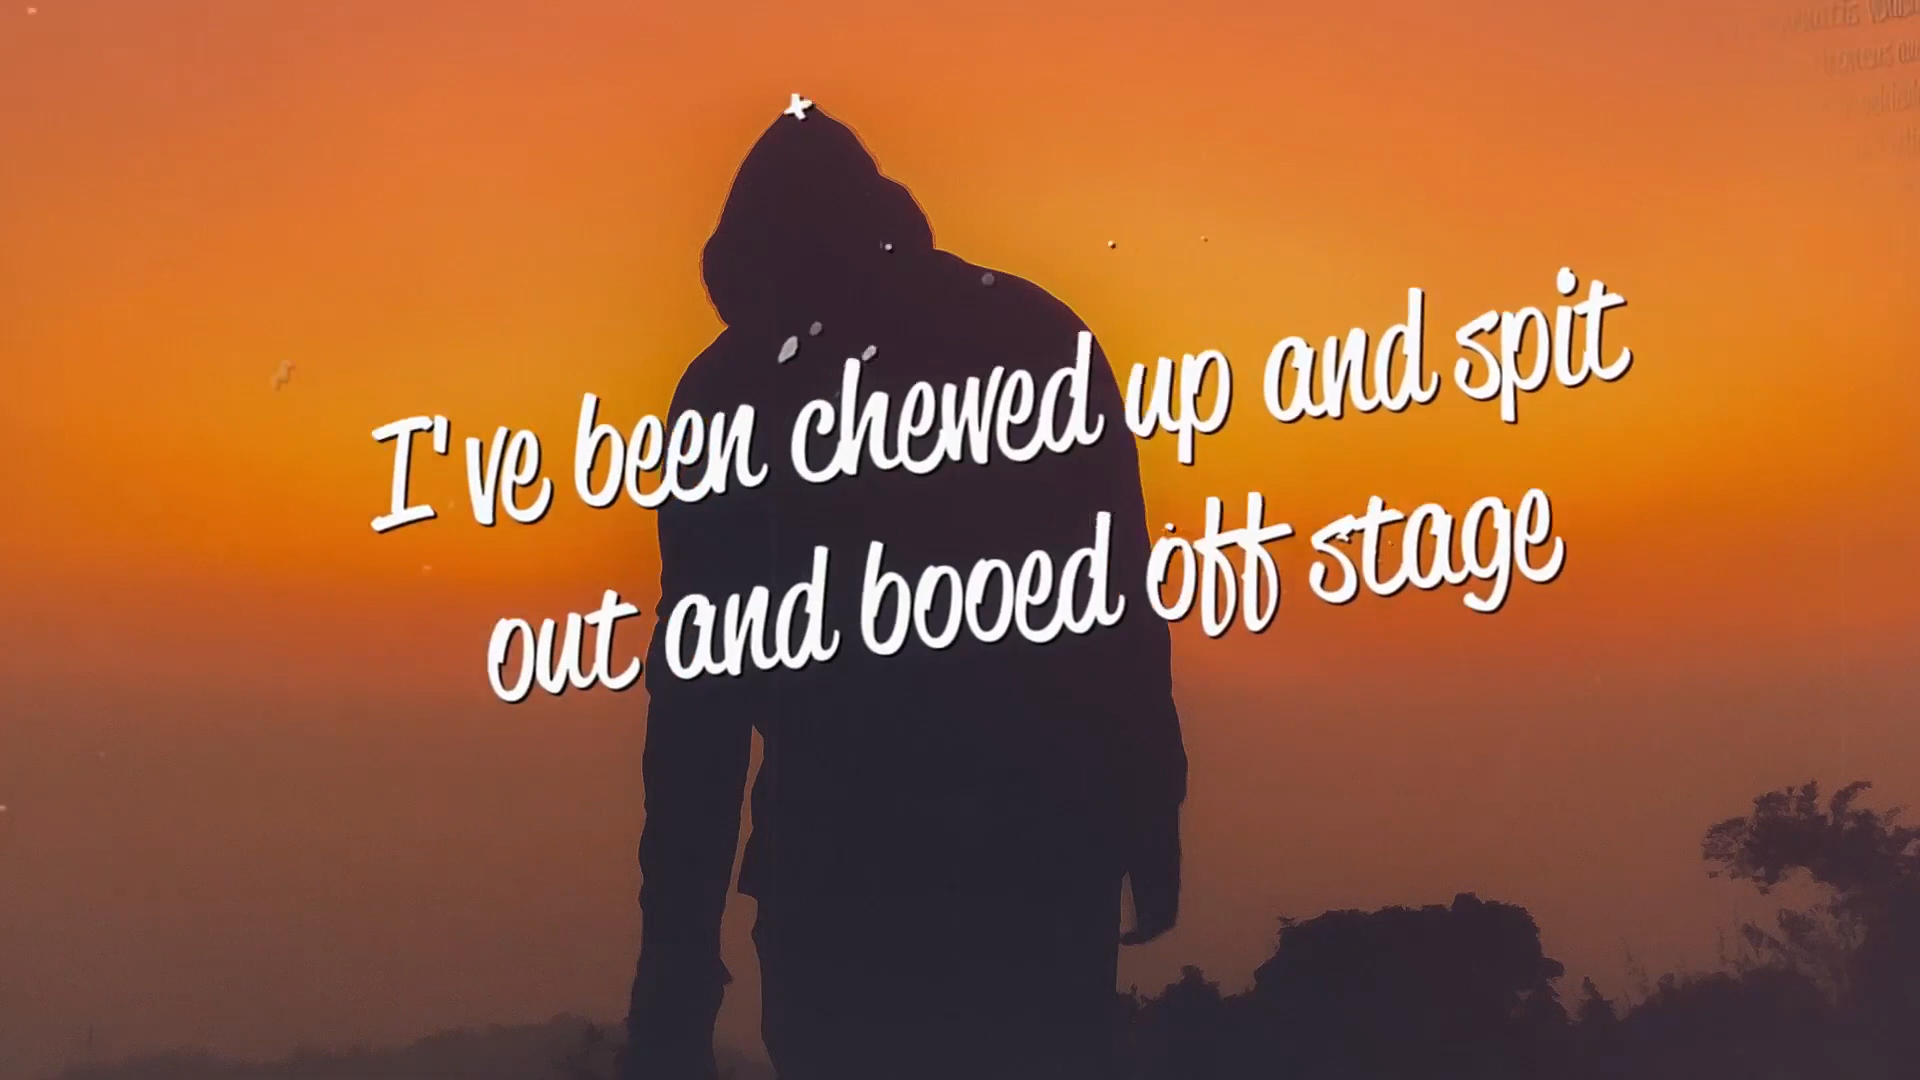 I've been chewed up and spit
out and booed off stage